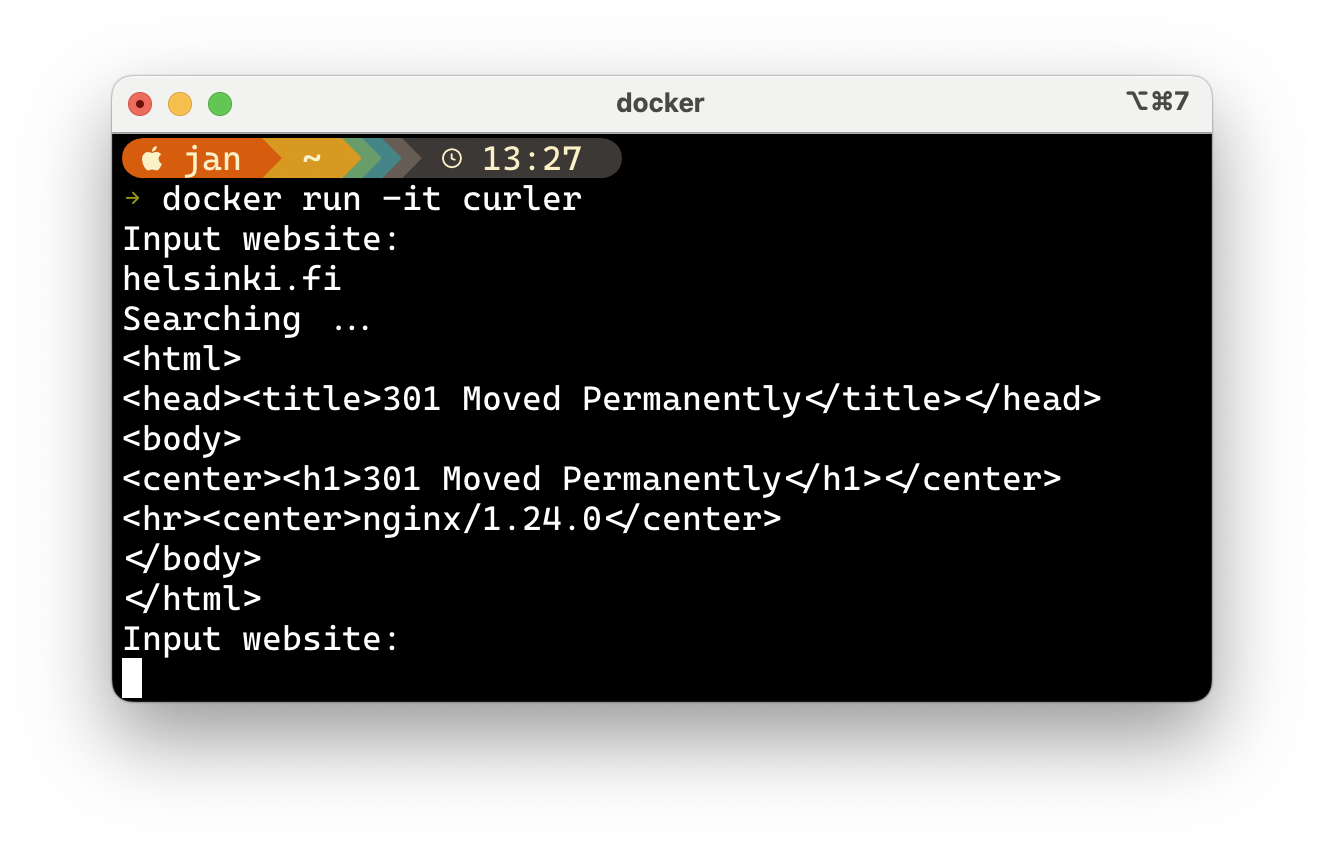 docker
⌥⌘7
jan ~ 13:27
→ docker run -it curler
Input website:
helsinki.fi
Searching ...
<html>
<head><title>301 Moved Permanently</title></head>
<body>
<center><h1>301 Moved Permanently</h1></center>
<hr><center>nginx/1.24.0</center>
</body>
</html>
Input website: